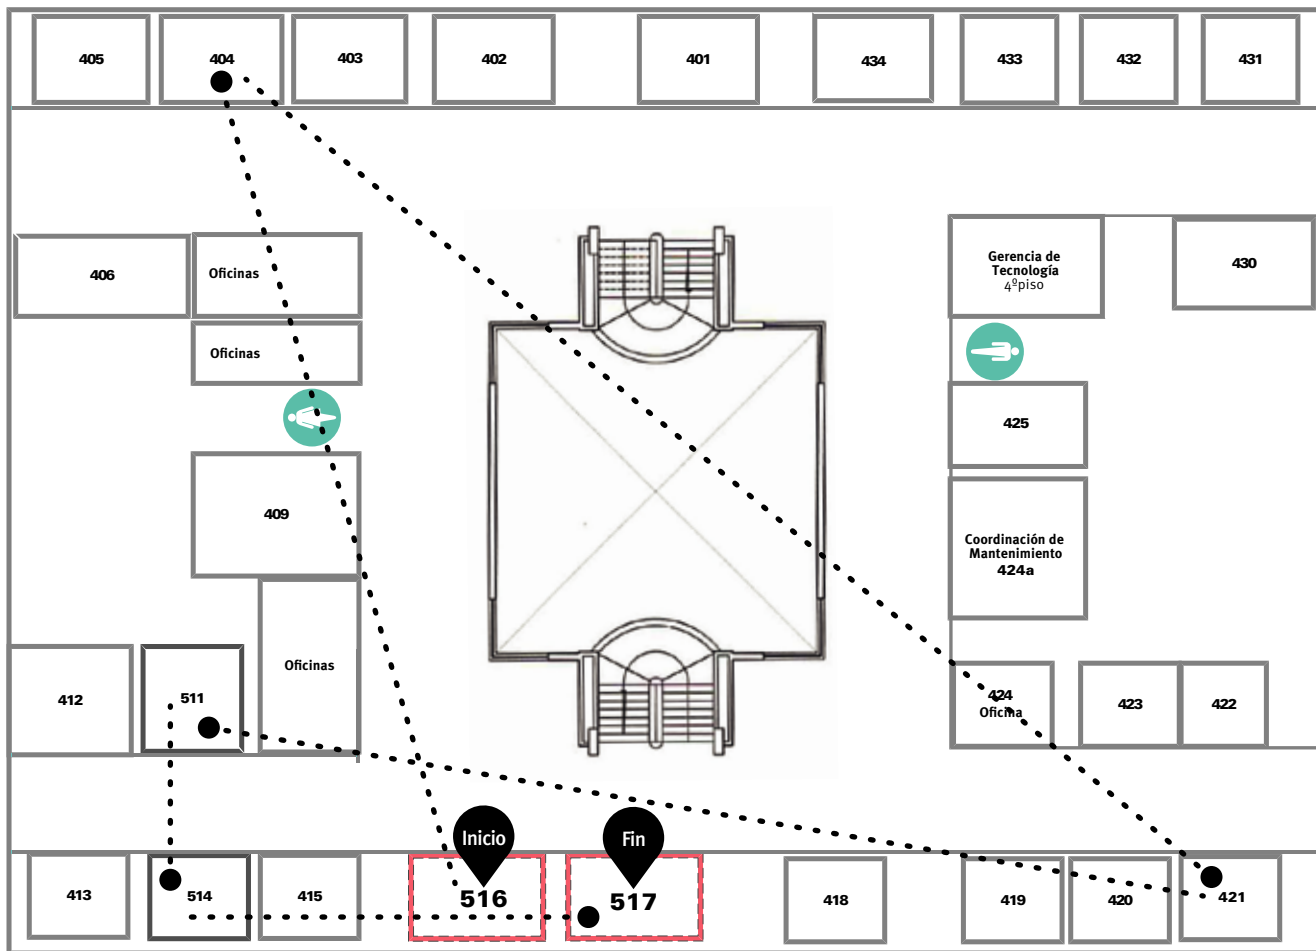 405
404
403
402
401
434
433
432
431
406
Oficinas
Gerencia de
Tecnología
4ºpiso
430
Oficinas
425
409
Coordinación de
Mantenimiento
424a
412
511
Oficinas
424
Oficina
423
422
Inicio
Fin
413
514
415
516
517
418
419
420
421